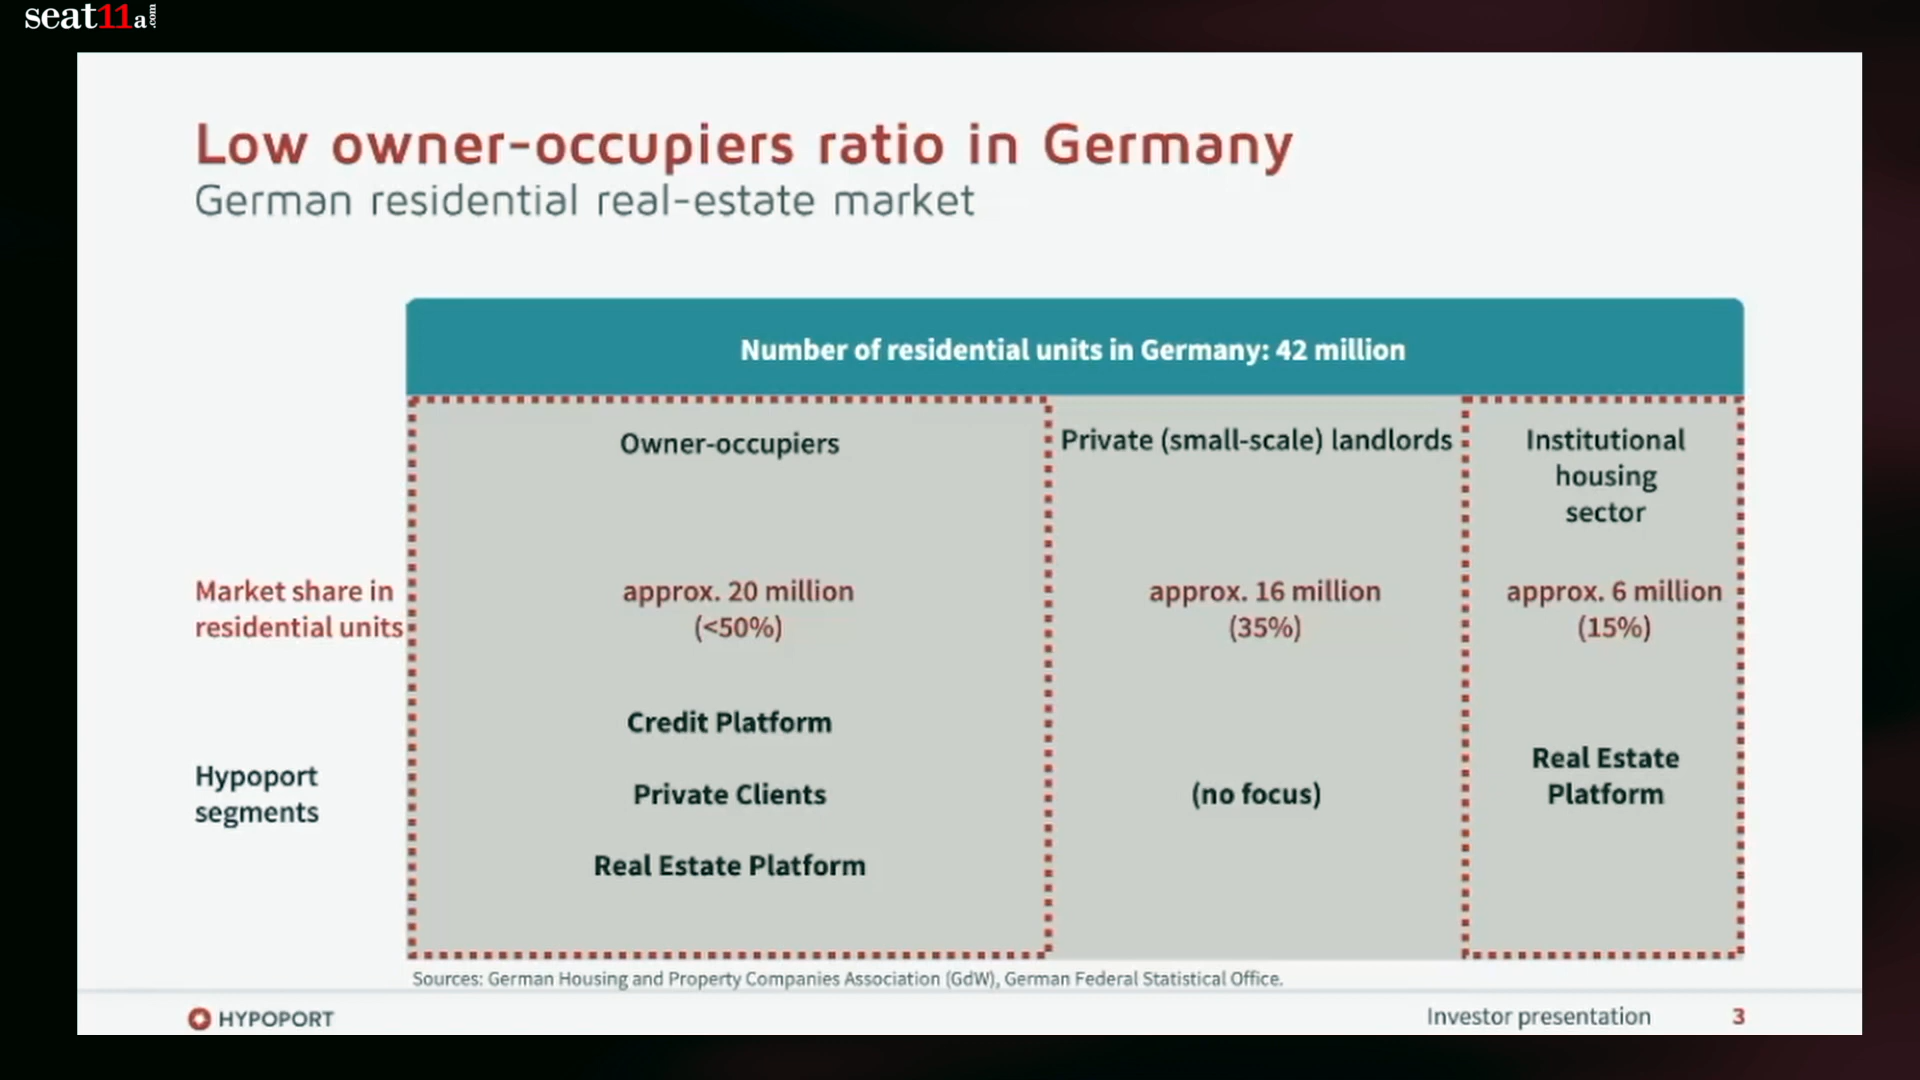 seat11a.com
Low owner-occupiers ratio in Germany
German residential real-estate market
Number of residential units in Germany: 42 million
Owner-occupiers
Private (small-scale) landlords
Institutional
housing
sector
Market share in
residential units
approx. 20 million
(<50%)
approx. 16 million
(35%)
approx. 6 million
(15%)
Hypoport
segments
Credit Platform
Private Clients
Real Estate Platform
(no focus)
Real Estate
Platform
Sources: German Housing and Property Companies Association (GdW), German Federal Statistical Office.
HYPOPORT
Investor presentation
3